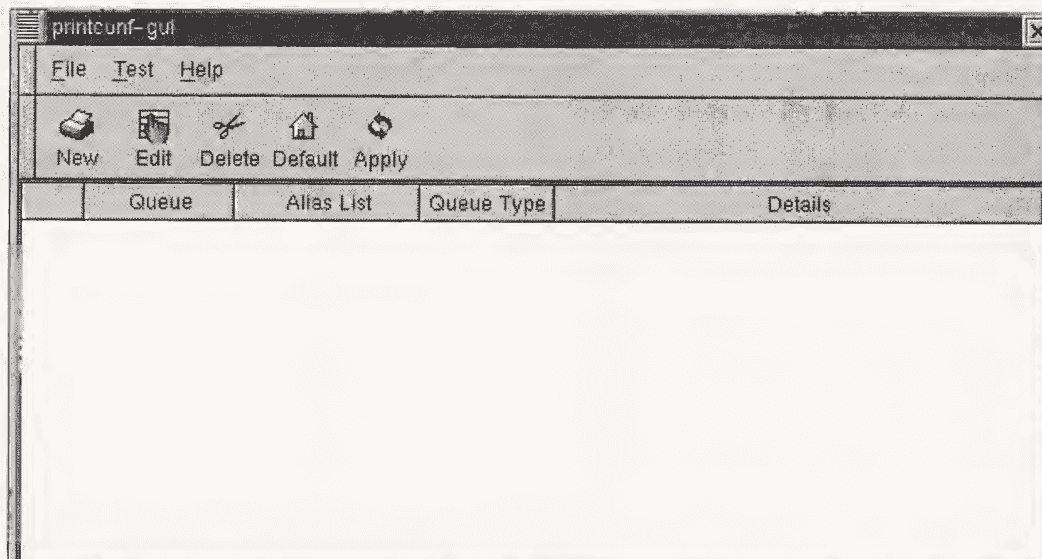 printconf-gui
File Test Help
New Edit Delete Default Apply
Queue Alias List Queue Type Details